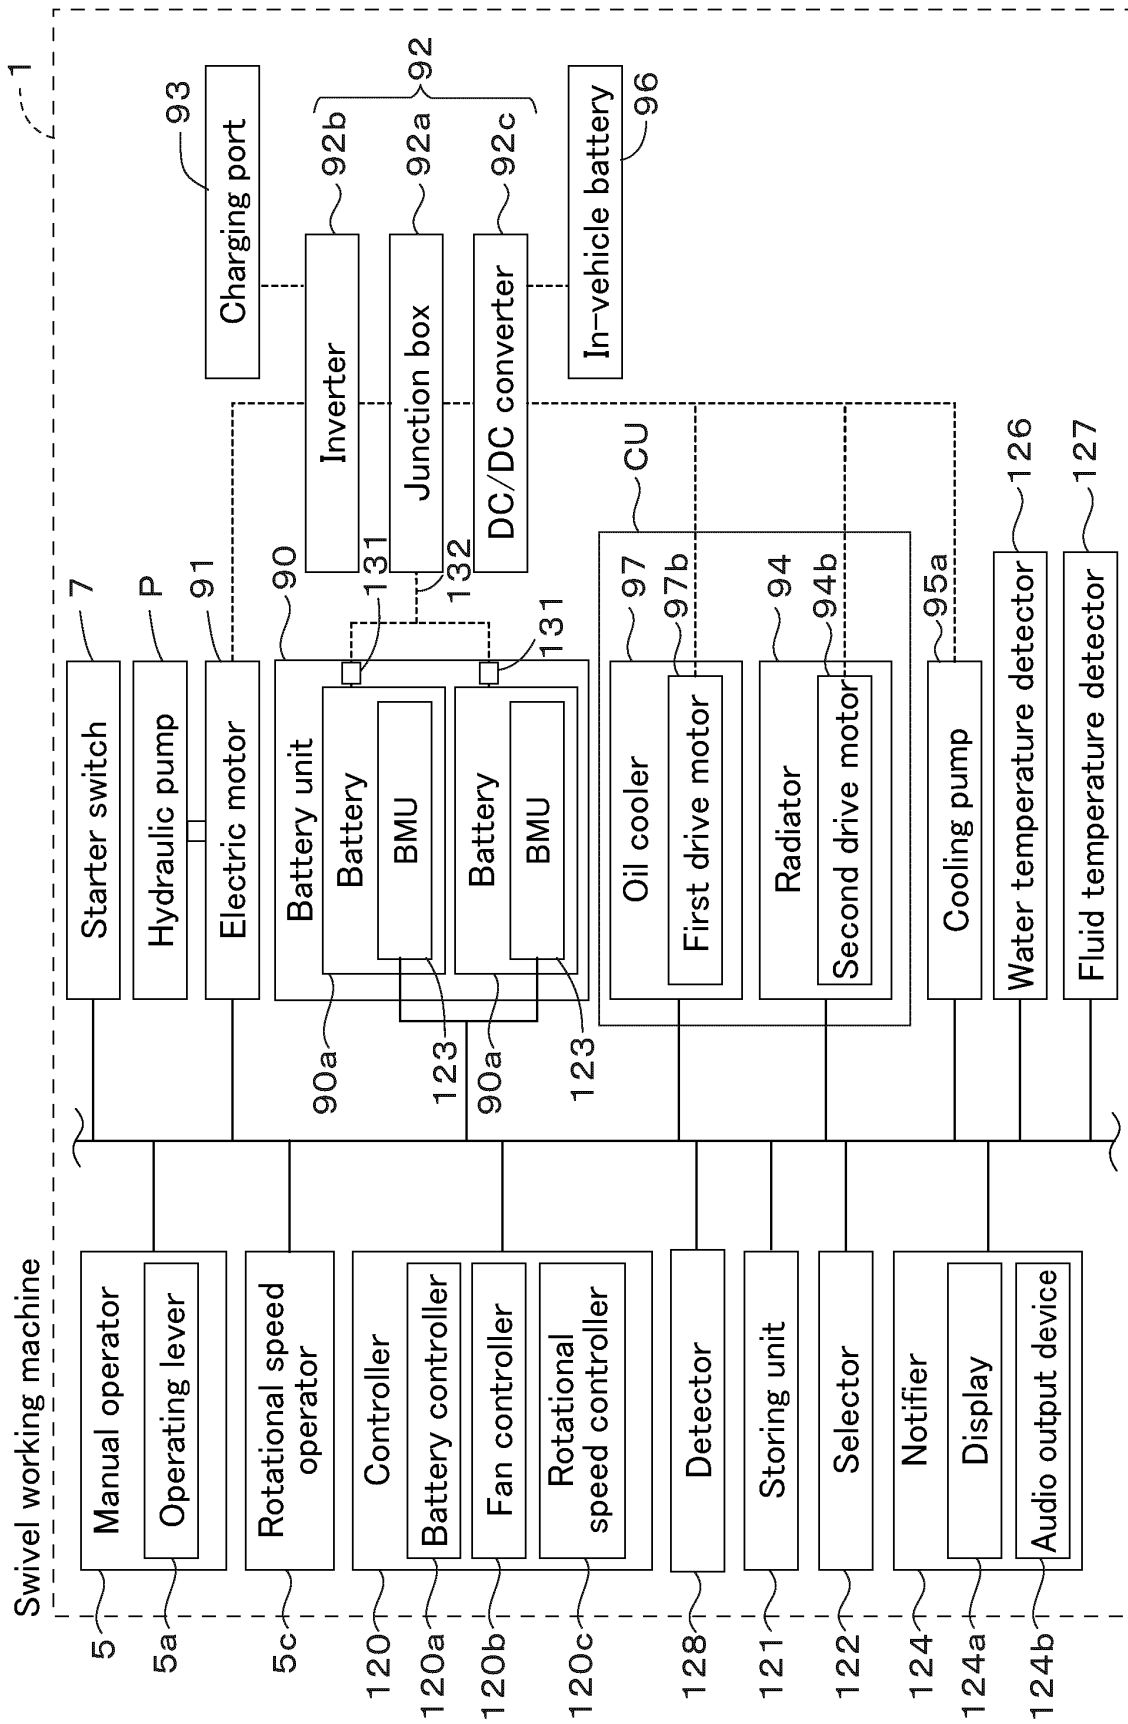 Swivel working machine
1
5
Manual operator
5a
Operating lever
5c
Rotational speed
operator
120
Controller
120a
Battery controller
120b
Fan controller
120c
Rotational
speed controller
128
Detector
121
Storing unit
122
Selector
124
Notifier
124a
Display
124b
Audio output device
7
Starter switch
P
Hydraulic pump
91
Electric motor
90
Battery unit
90a
Battery
BMU
123
131
90a
Battery
BMU
123
131
132
93
Charging port
92
92b
Inverter
92a
Junction box
92c
DC/DC converter
96
In-vehicle battery
CU
97
Oil cooler
97b
First drive motor
94
Radiator
94b
Second drive motor
95a
Cooling pump
126
Water temperature detector
127
Fluid temperature detector